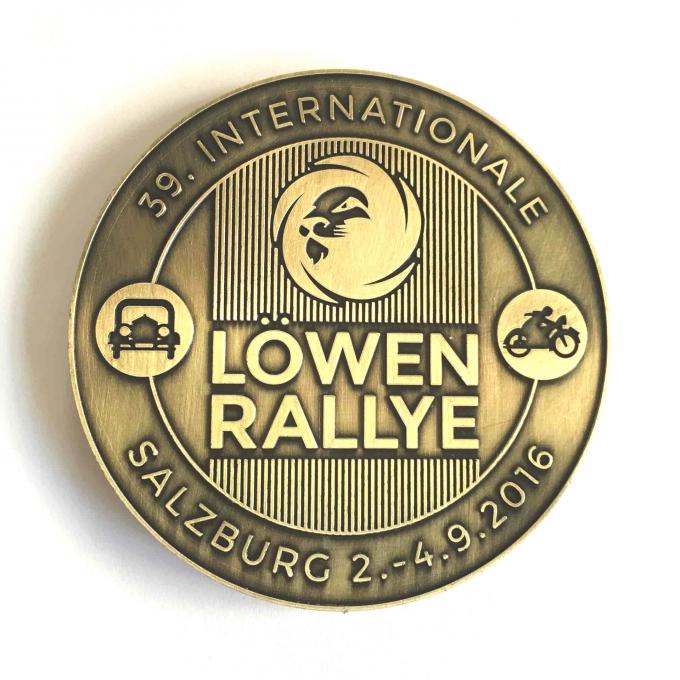 39. INTERNATIONALE
LÖWEN
RALLYE
SALZBURG 2.-4.9.2016